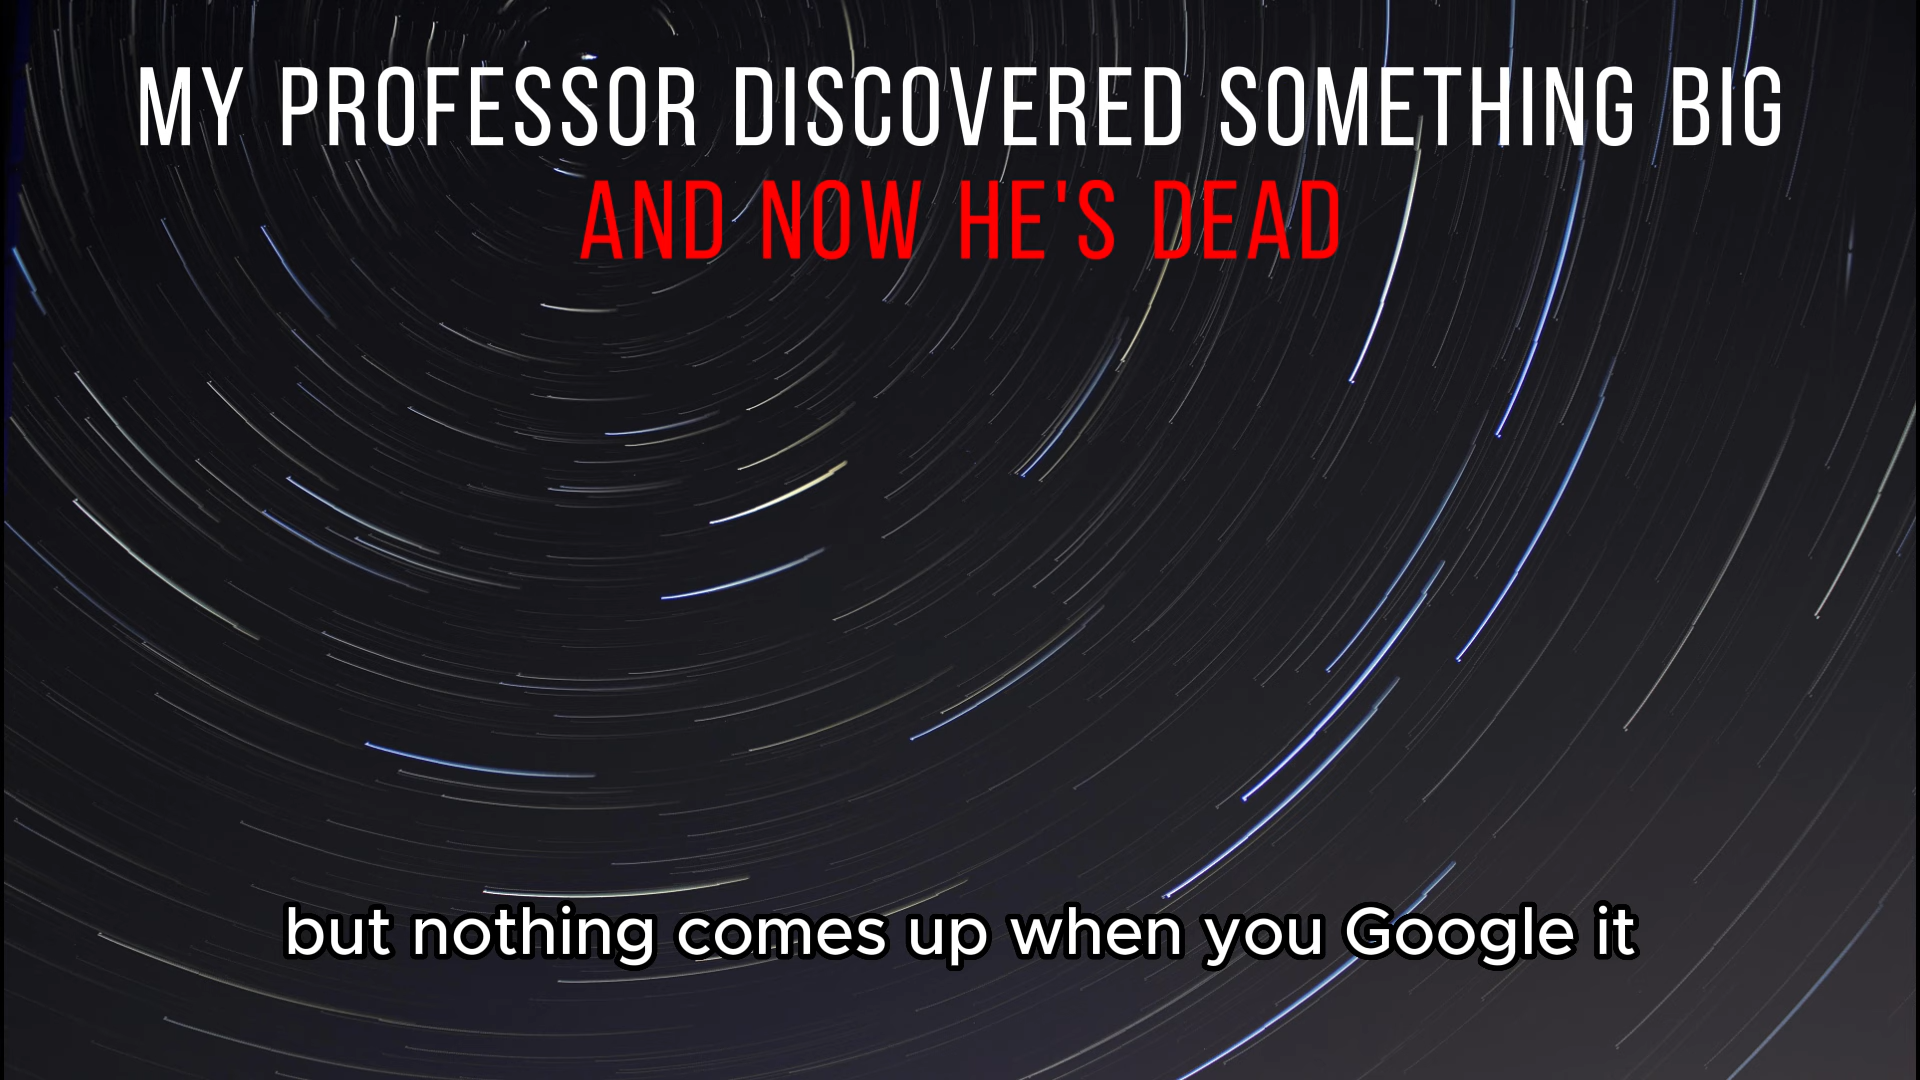 MY PROFESSOR DISCOVERED SOMETHING BIG
AND NOW HE'S DEAD
but nothing comes up when you Google it